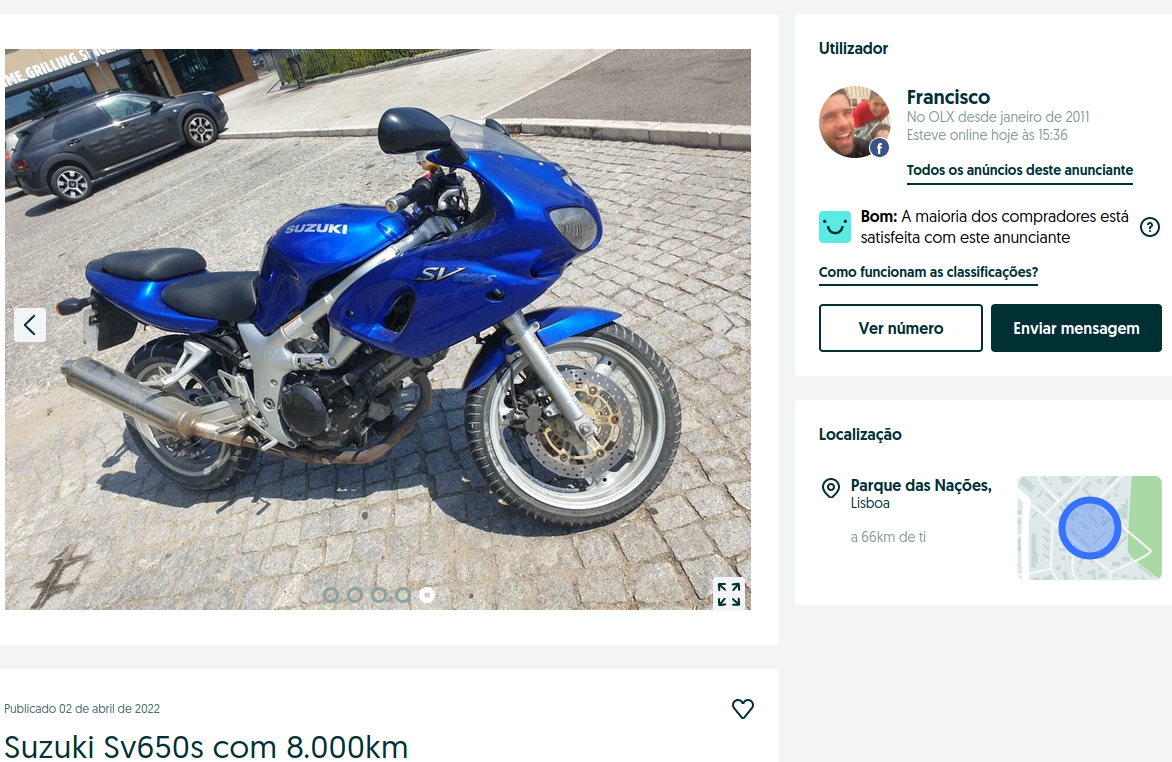 ME GRILLING
SUZUKI
SV
Publicado 02 de abril de 2022
Suzuki Sv650s com 8.000km
Utilizador
Francisco
No OLX desde janeiro de 2011
Esteve online hoje às 15:36
f
Todos os anúncios deste anunciante
Bom: A maioria dos compradores está
satisfeita com este anunciante
?
Como funcionam as classificações?
Ver número
Enviar mensagem
Localização
Parque das Nações,
Lisboa
a 66km de ti